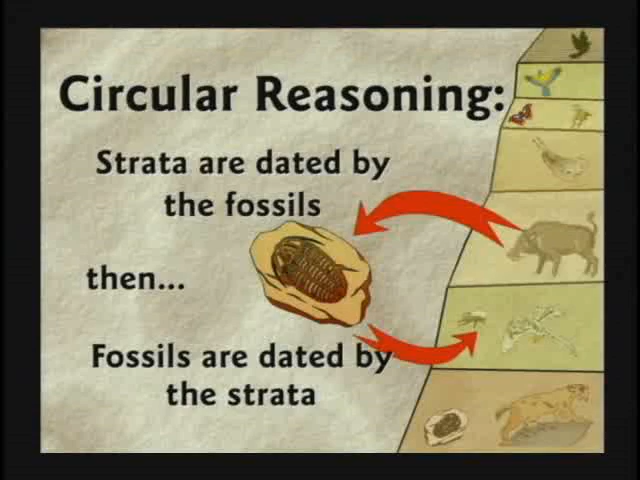 Circular Reasoning:
Strata are dated by
the fossils
then...
Fossils are dated by
the strata